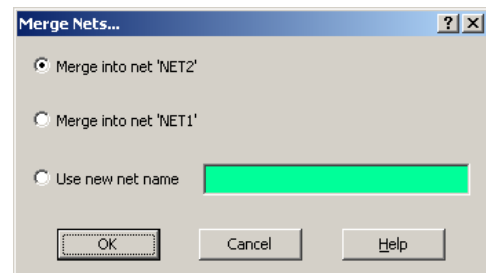 Merge Nets...
Merge into net 'NET2'
Merge into net 'NET1'
Use new net name
OK Cancel Help